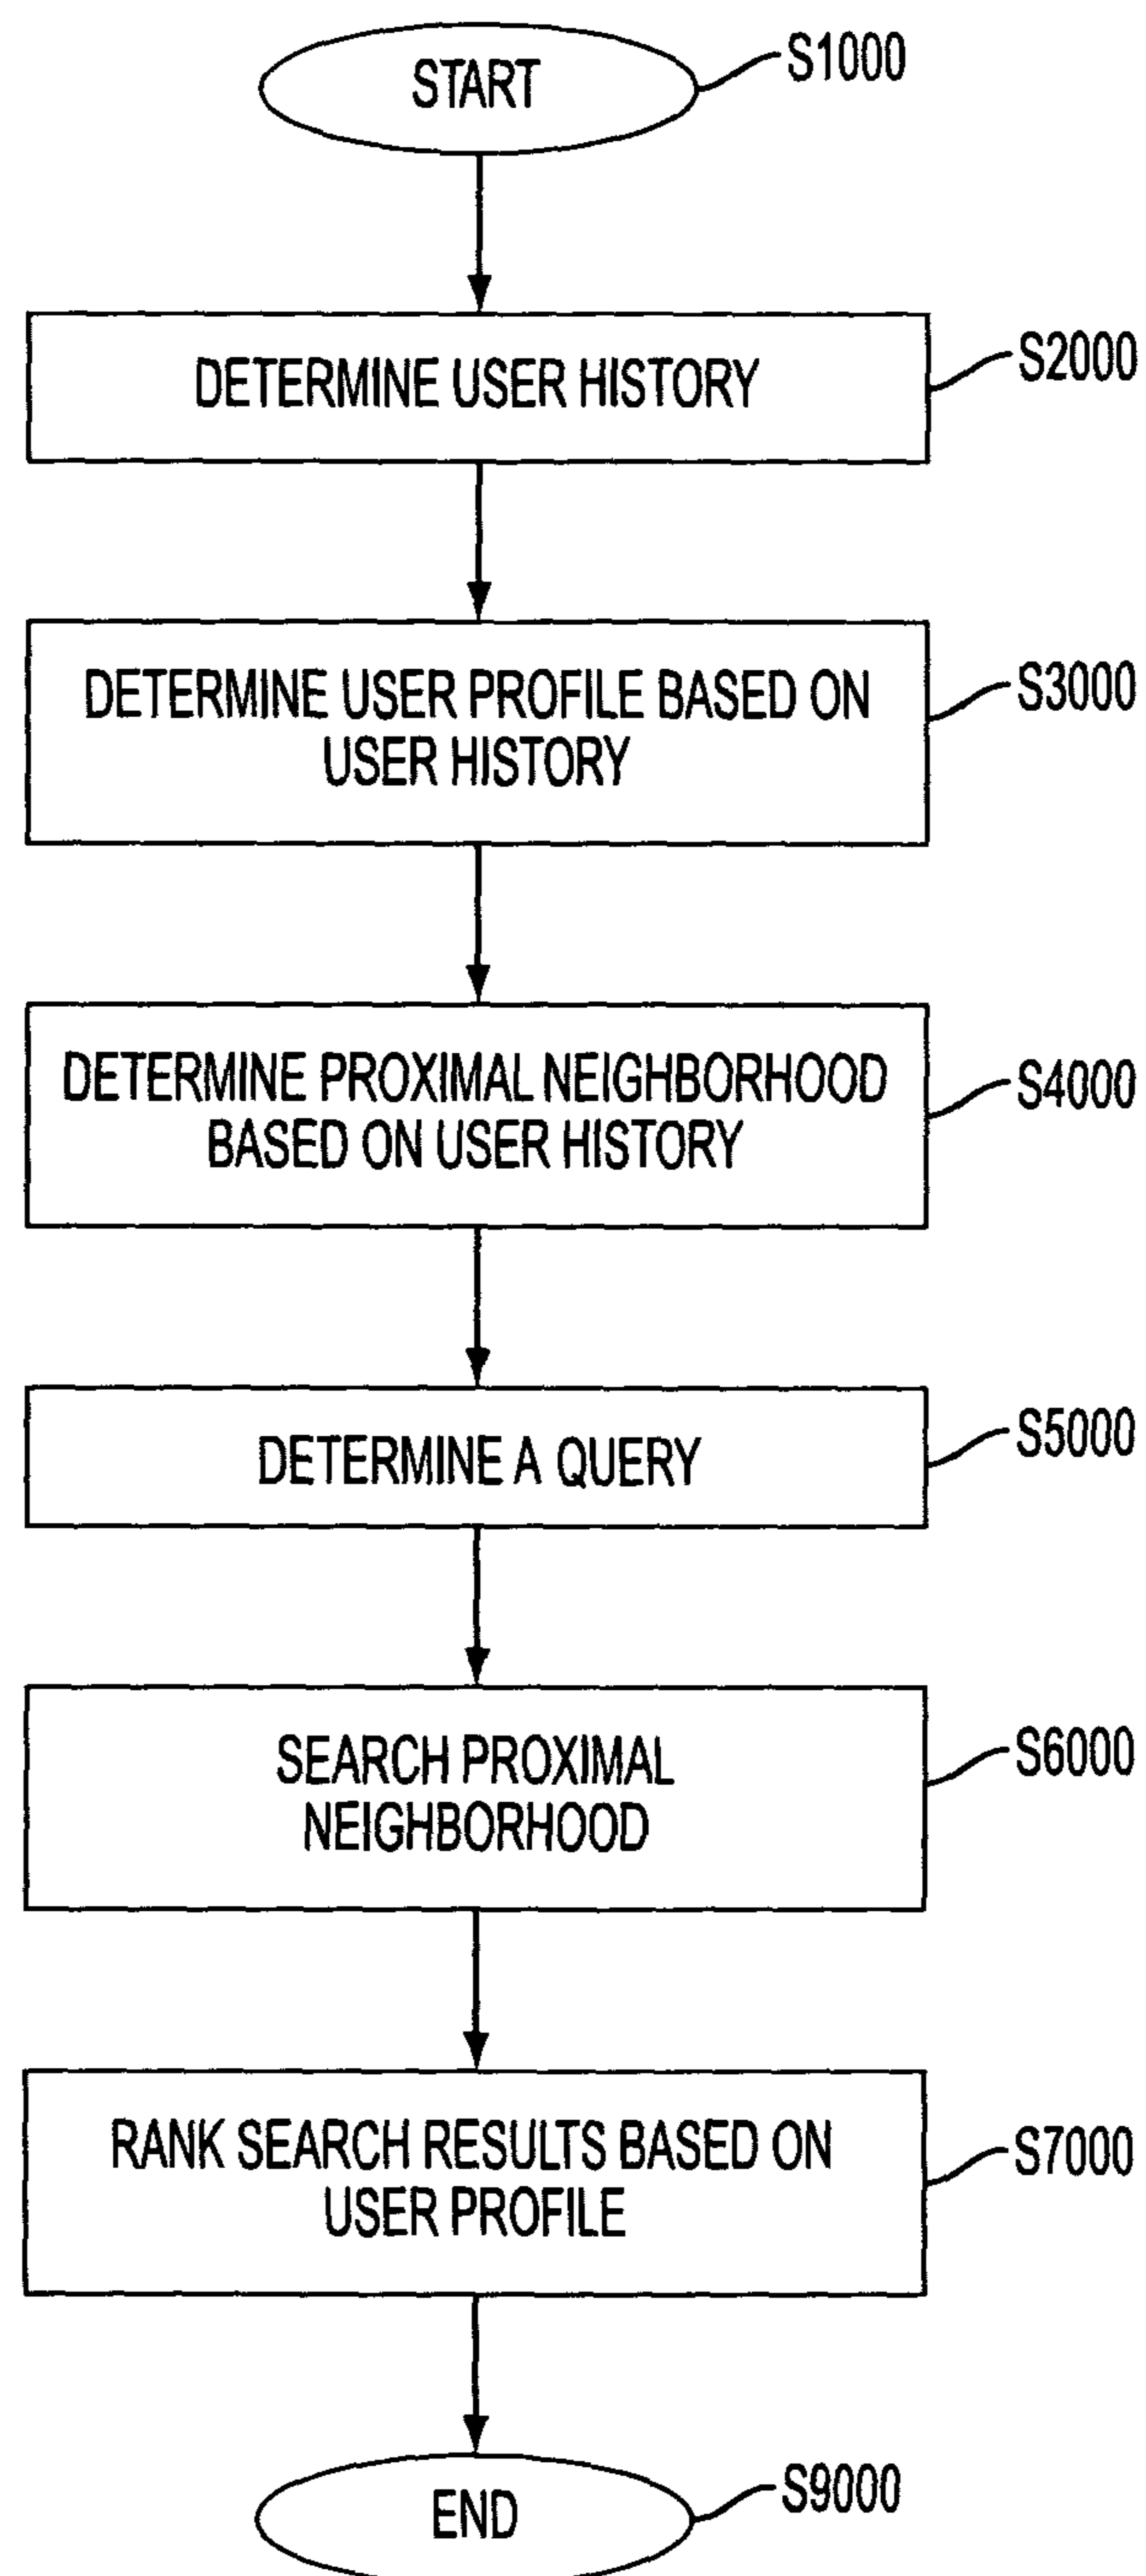 START
S1000
DETERMINE USER HISTORY
S2000
DETERMINE USER PROFILE BASED ON
USER HISTORY
S3000
DETERMINE PROXIMAL NEIGHBORHOOD
BASED ON USER HISTORY
S4000
DETERMINE A QUERY
S5000
SEARCH PROXIMAL
NEIGHBORHOOD
S6000
RANK SEARCH RESULTS BASED ON
USER PROFILE
S7000
END
S9000